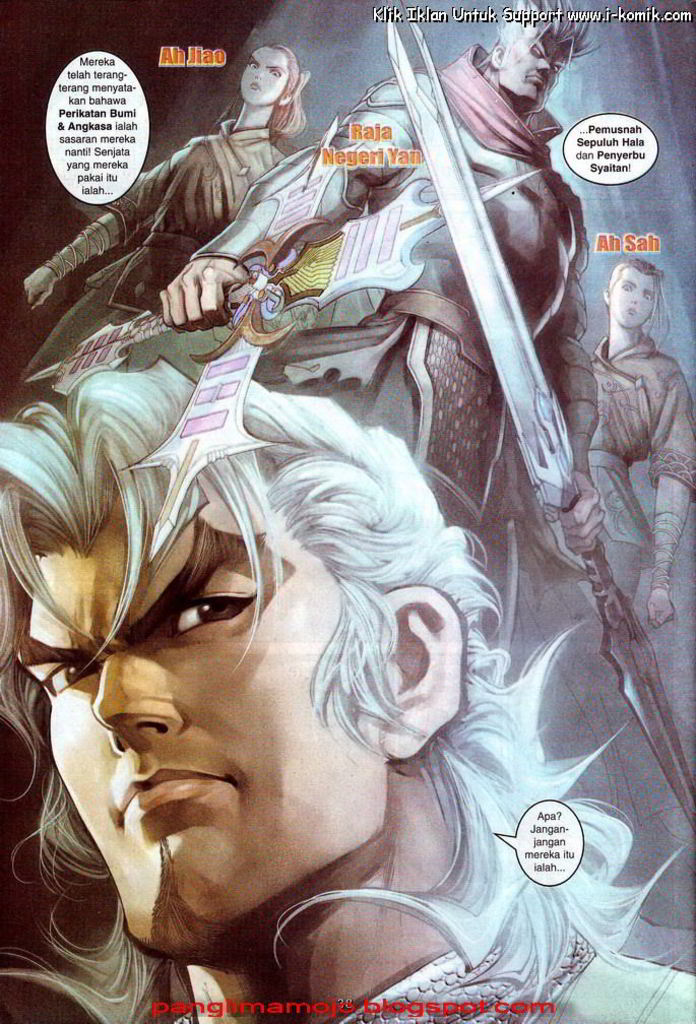 Klik Iklan Untuk Support www.i-komik.com
Ah Jiao
Mereka
telah terang-
terang menyata-
kan bahawa
Perikatan Bumi
& Angkasa ialah
sasaran mereka
nanti! Senjata
yang mereka
pakai itu
ialah...
Raja
Negeri Yan
...Pemusnah
Sepuluh Hala
dan Penyerbu
Syaitan!
Ah Sah
Apa?
Jangan-
jangan
mereka itu
ialah...
panglimamojo.blogspot.com